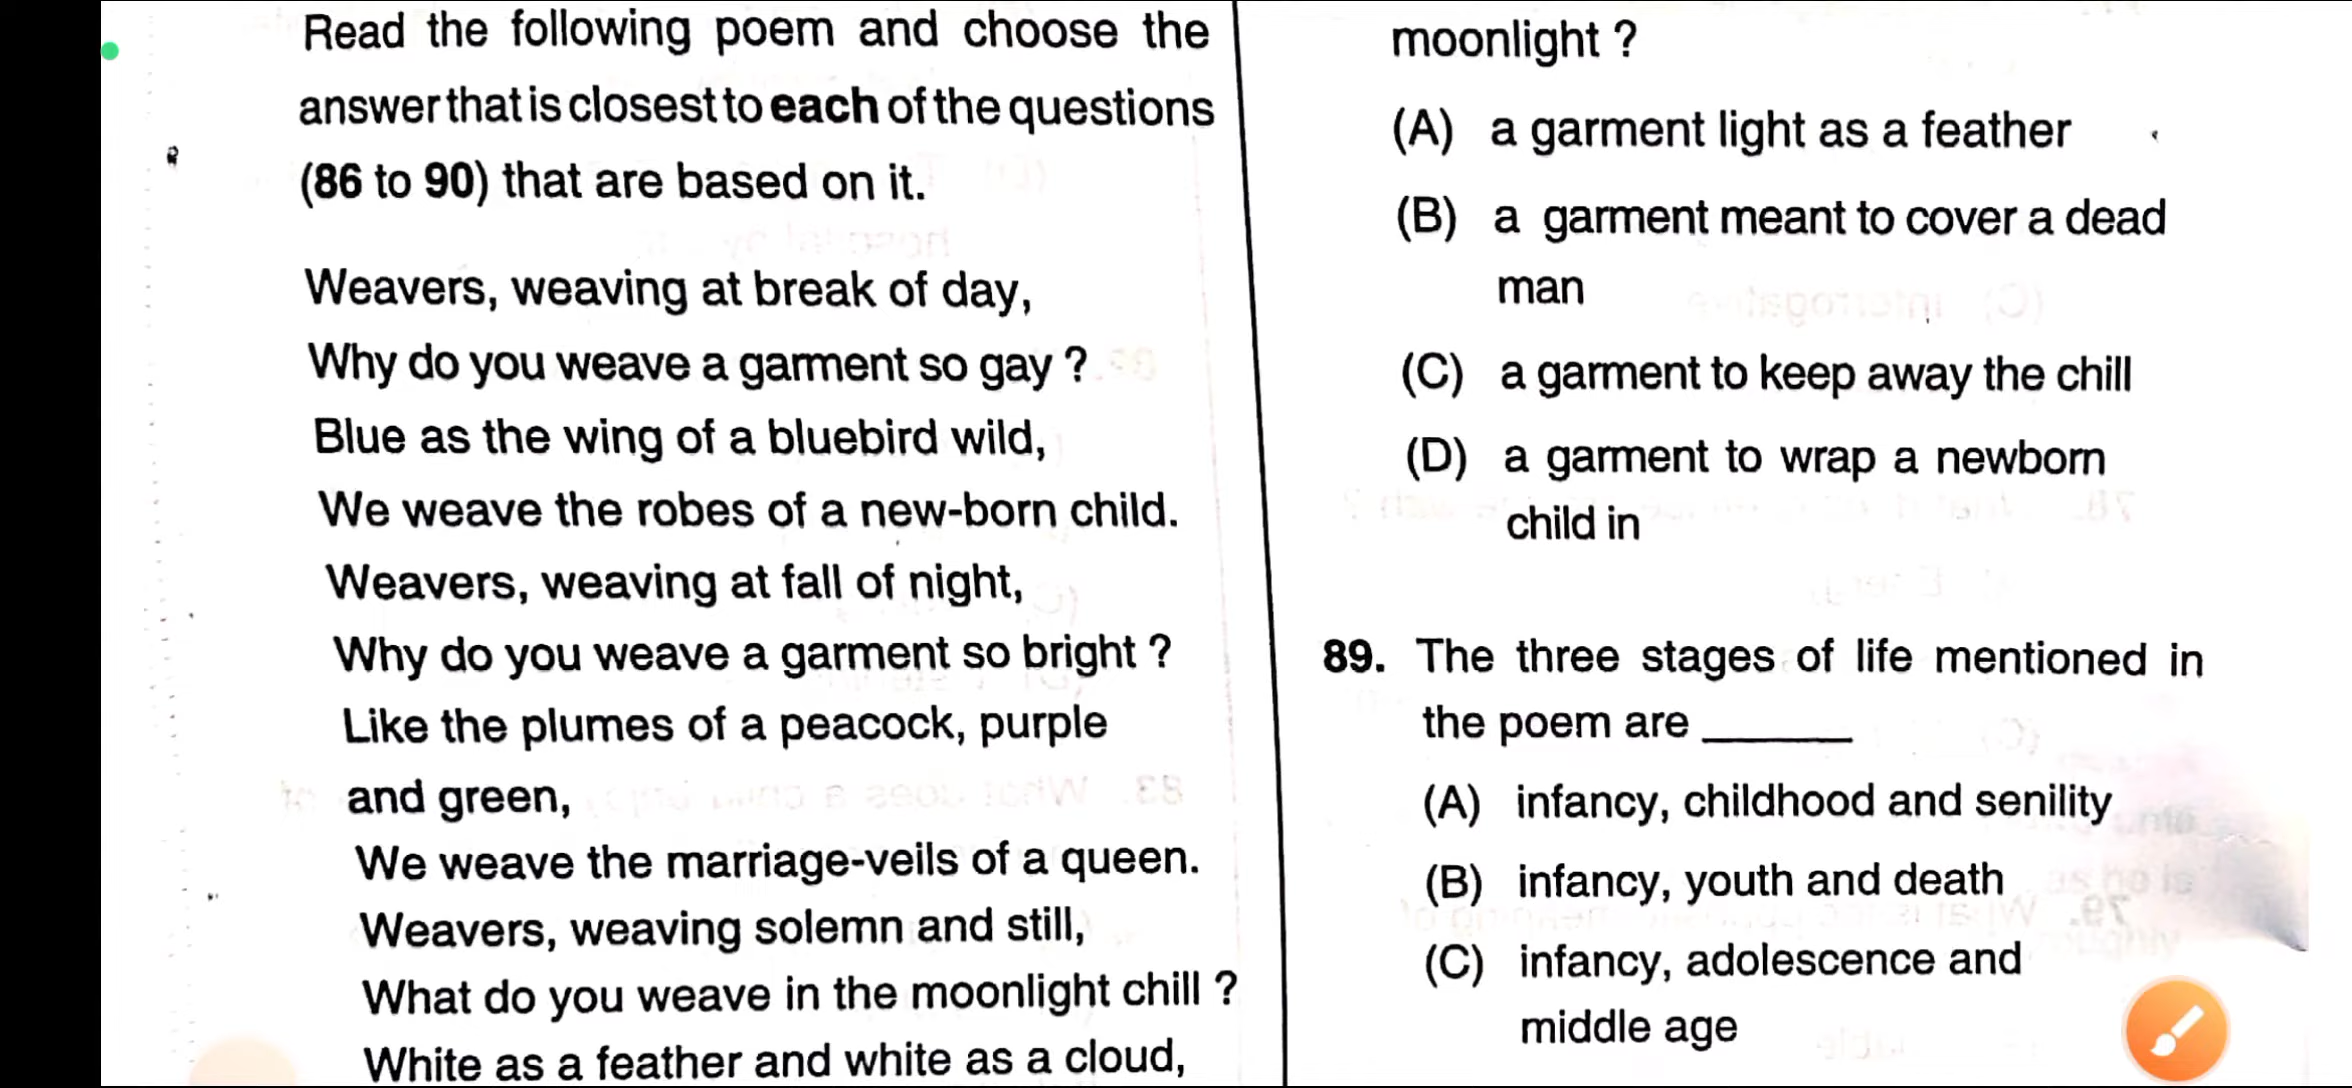 Read the following poem and choose the
answer that is closest to each of the questions
(86 to 90) that are based on it.
Weavers, weaving at break of day,
Why do you weave a garment so gay ?
Blue as the wing of a bluebird wild,
We weave the robes of a new-born child.
Weavers, weaving at fall of night,
Why do you weave a garment so bright ?
Like the plumes of a peacock, purple
and green,
We weave the marriage-veils of a queen.
Weavers, weaving solemn and still,
What do you weave in the moonlight chill ?
White as a feather and white as a cloud,
moonlight ?
(A) a garment light as a feather
(B) a garment meant to cover a dead
man
(C) a garment to keep away the chill
(D) a garment to wrap a newborn
child in
89. The three stages of life mentioned in
the poem are ______
(A) infancy, childhood and senility
(B) infancy, youth and death
(C) infancy, adolescence and
middle age